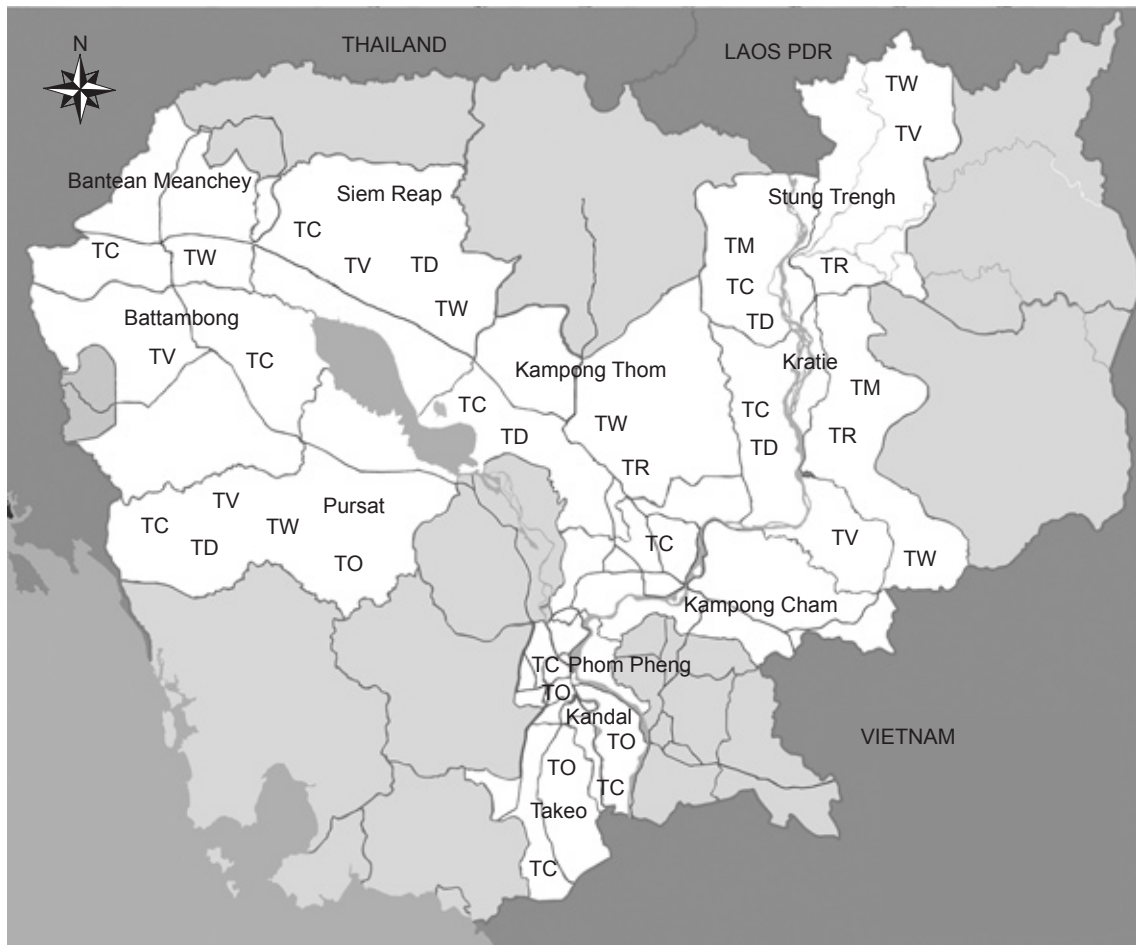 THAILAND
LAOS PDR
N
TW
TV
Bantean Meanchey
Siem Reap
Stung Trengh
TC
TW
TC
TV
TD
TW
TM
TR
TC
TD
Battambong
TV
TC
Kampong Thom
Kratie
TC
TD
TW
TR
TC
TD
TM
TR
Pursat
TV
TC
TW
TD
TO
TC
TV
TW
Kampong Cham
TC
Phom Pheng
TO
Kandal
TO
TO
TC
Takeo
TC
VIETNAM